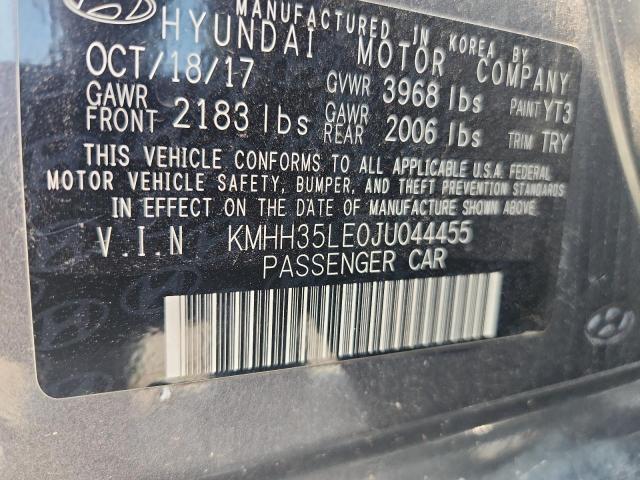 MANUFACTURED IN KOREA BY
HYUNDAI MOTOR COMPANY
OCT/18/17 GVWR 3968 lbs PAINT YT3
GAWR FRONT 2183 lbs GAWR REAR 2006 lbs TRIM TRY
THIS VEHICLE CONFORMS TO ALL APPLICABLE U.S.A. FEDERAL
MOTOR VEHICLE SAFETY, BUMPER, AND THEFT PREVENTION STANDARDS
IN EFFECT ON THE DATE OF MANUFACTURE SHOWN ABOVE.
V.I.N KMHH35LE0JU044455
PASSENGER CAR